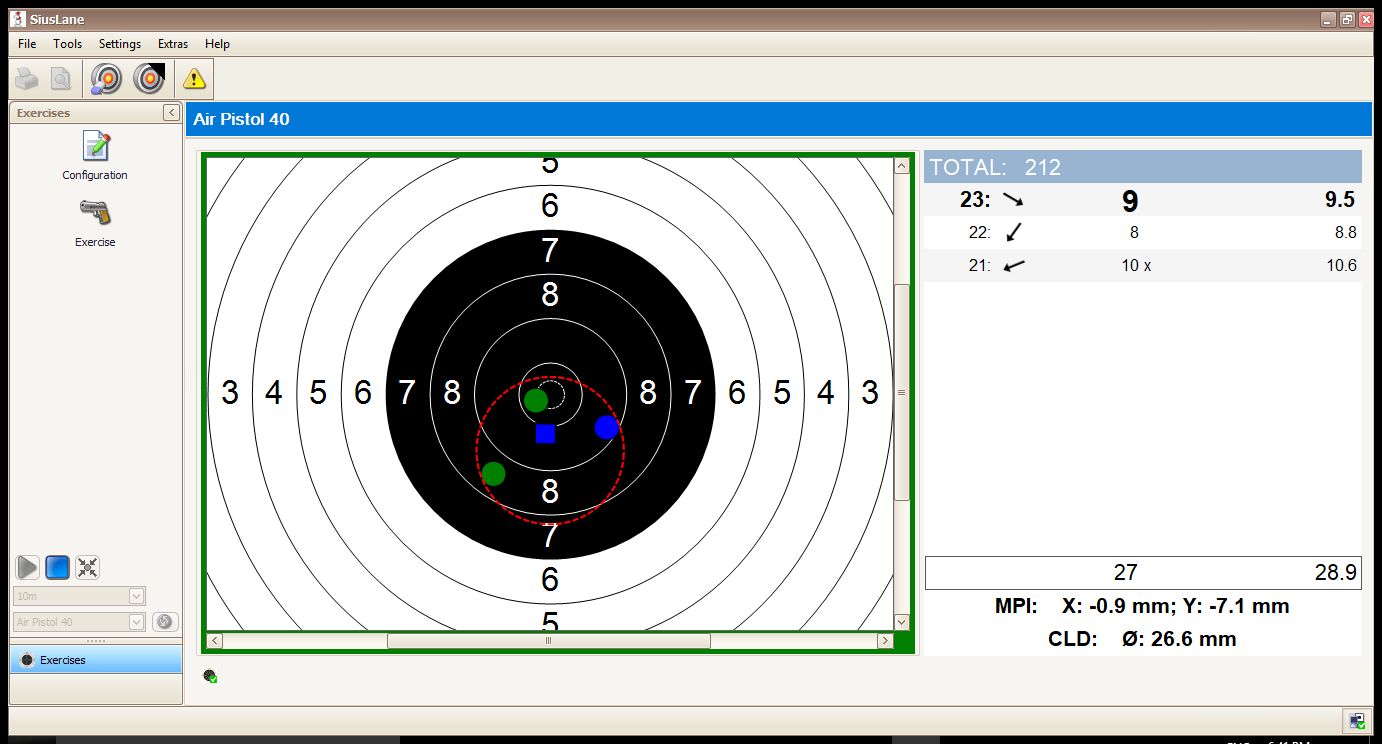 SiusLane
File Tools Settings Extras Help
Exercises
Configuration
Exercise
10m
Air Pistol 40
Exercises
Air Pistol 40
5
6
7
8
3 4 5 6 7 8 8 7 6 5 4 3
8
7
6
5
TOTAL: 212
23: 9 9.5
22: 8 8.8
21: 10 x 10.6
27 28.9
MPI: X: -0.9 mm; Y: -7.1 mm
CLD: Ø: 26.6 mm